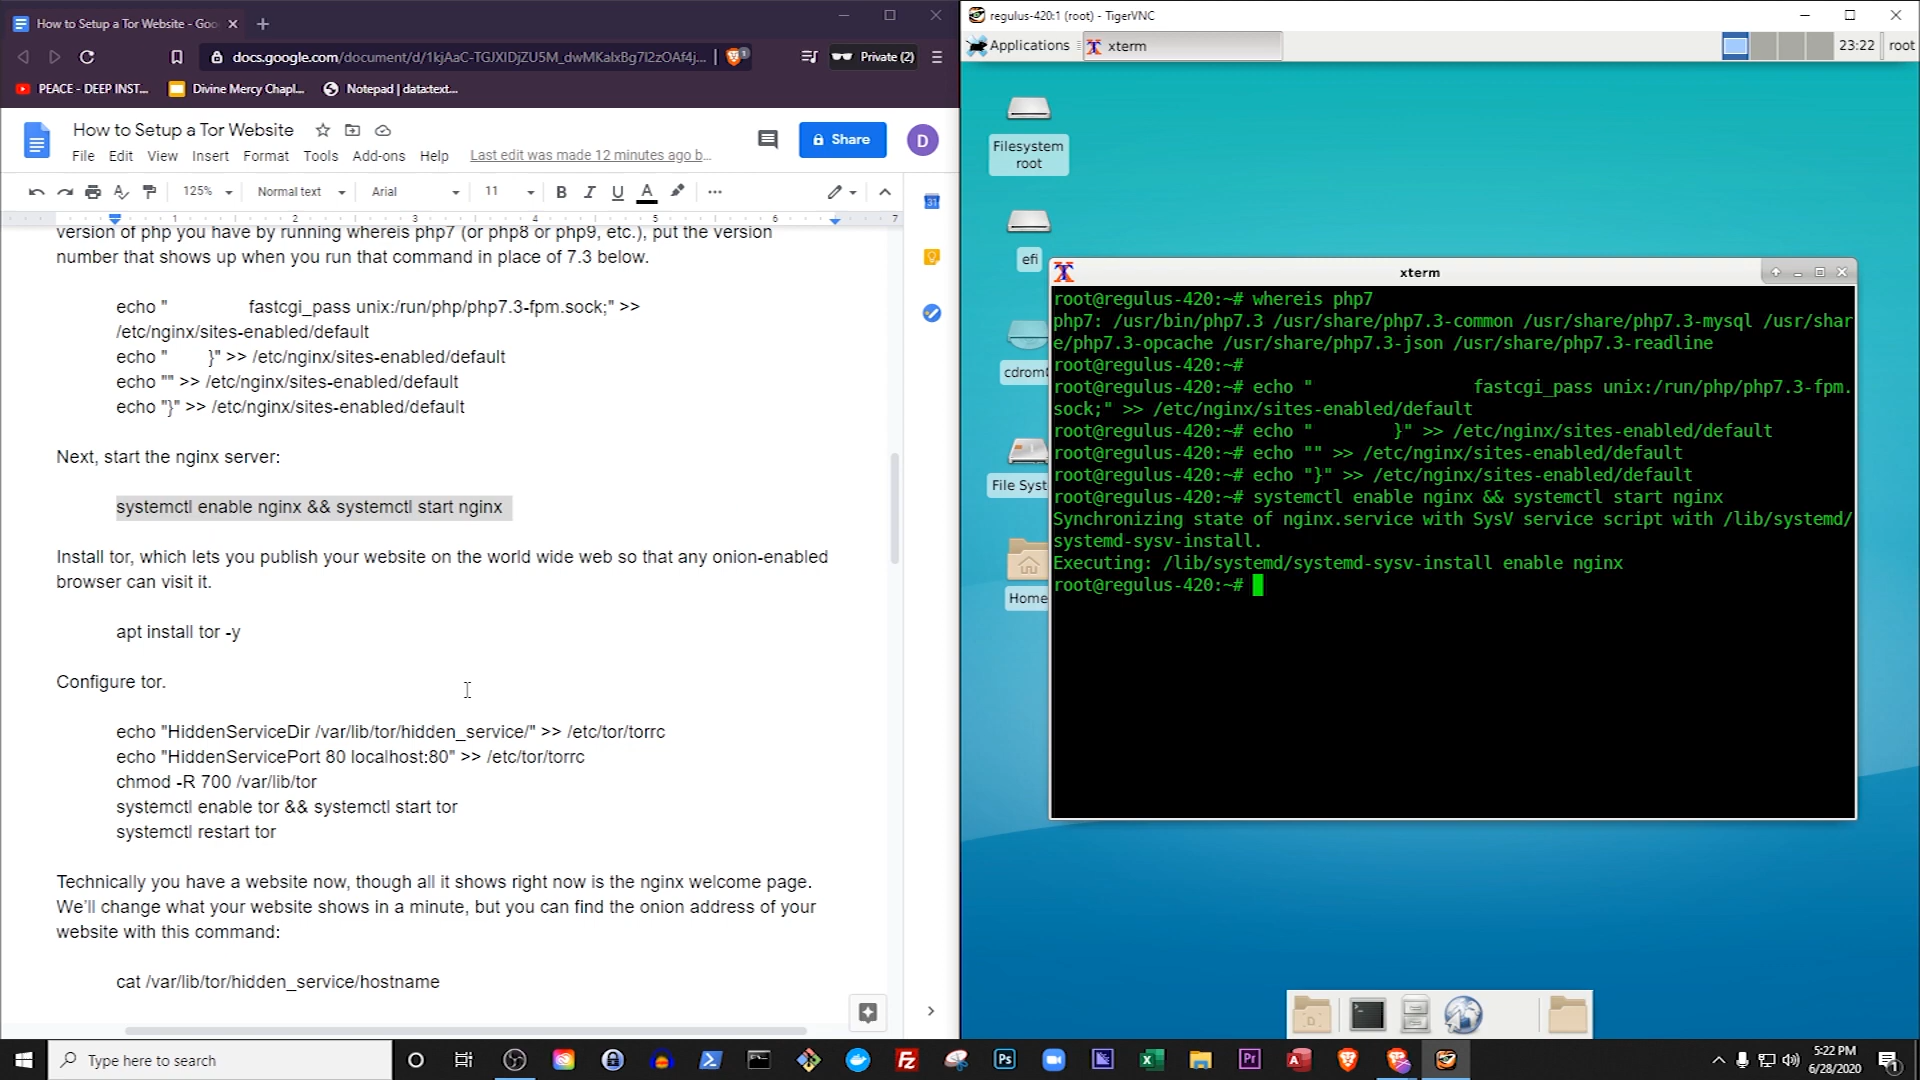 How to Setup a Tor Website - Goo
docs.google.com/document/d/1kjAaC-TGJXIDjZU5M_dwMKaIxBg7I2zOAf4j...
1
Private (2)
PEACE - DEEP INST...
Divine Mercy Chapl...
Notepad | data:text...
How to Setup a Tor Website
Share
D
File Edit View Insert Format Tools Add-ons Help Last edit was made 12 minutes ago b...
125% Normal text Arial 11 B I U A
1 2 3 4 5 6 7
31
version of php you have by running whereis php7 (or php8 or php9, etc.), put the version
number that shows up when you run that command in place of 7.3 below.
echo " fastcgi_pass unix:/run/php/php7.3-fpm.sock;" >>
/etc/nginx/sites-enabled/default
echo " }" >> /etc/nginx/sites-enabled/default
echo "" >> /etc/nginx/sites-enabled/default
echo "}" >> /etc/nginx/sites-enabled/default
Next, start the nginx server:
systemctl enable nginx && systemctl start nginx
Install tor, which lets you publish your website on the world wide web so that any onion-enabled
browser can visit it.
apt install tor -y
Configure tor.
echo "HiddenServiceDir /var/lib/tor/hidden_service/" >> /etc/tor/torrc
echo "HiddenServicePort 80 localhost:80" >> /etc/tor/torrc
chmod -R 700 /var/lib/tor
systemctl enable tor && systemctl start tor
systemctl restart tor
Technically you have a website now, though all it shows right now is the nginx welcome page.
We'll change what your website shows in a minute, but you can find the onion address of your
website with this command:
cat /var/lib/tor/hidden_service/hostname
regulus-420:1 (root) - TigerVNC
Applications
xterm
23:22
root
Filesystem
root
efi
cdrom
File Syst
Home
xterm
root@regulus-420:~# whereis php7
php7: /usr/bin/php7.3 /usr/share/php7.3-common /usr/share/php7.3-mysql /usr/shar
e/php7.3-opcache /usr/share/php7.3-json /usr/share/php7.3-readline
root@regulus-420:~#
root@regulus-420:~# echo " fastcgi_pass unix:/run/php/php7.3-fpm.
sock;" >> /etc/nginx/sites-enabled/default
root@regulus-420:~# echo " }" >> /etc/nginx/sites-enabled/default
root@regulus-420:~# echo "" >> /etc/nginx/sites-enabled/default
root@regulus-420:~# echo "}" >> /etc/nginx/sites-enabled/default
root@regulus-420:~# systemctl enable nginx && systemctl start nginx
Synchronizing state of nginx.service with SysV service script with /lib/systemd/
systemd-sysv-install.
Executing: /lib/systemd/systemd-sysv-install enable nginx
root@regulus-420:~#
Type here to search
Ps
Pr
5:22 PM
6/28/2020
1